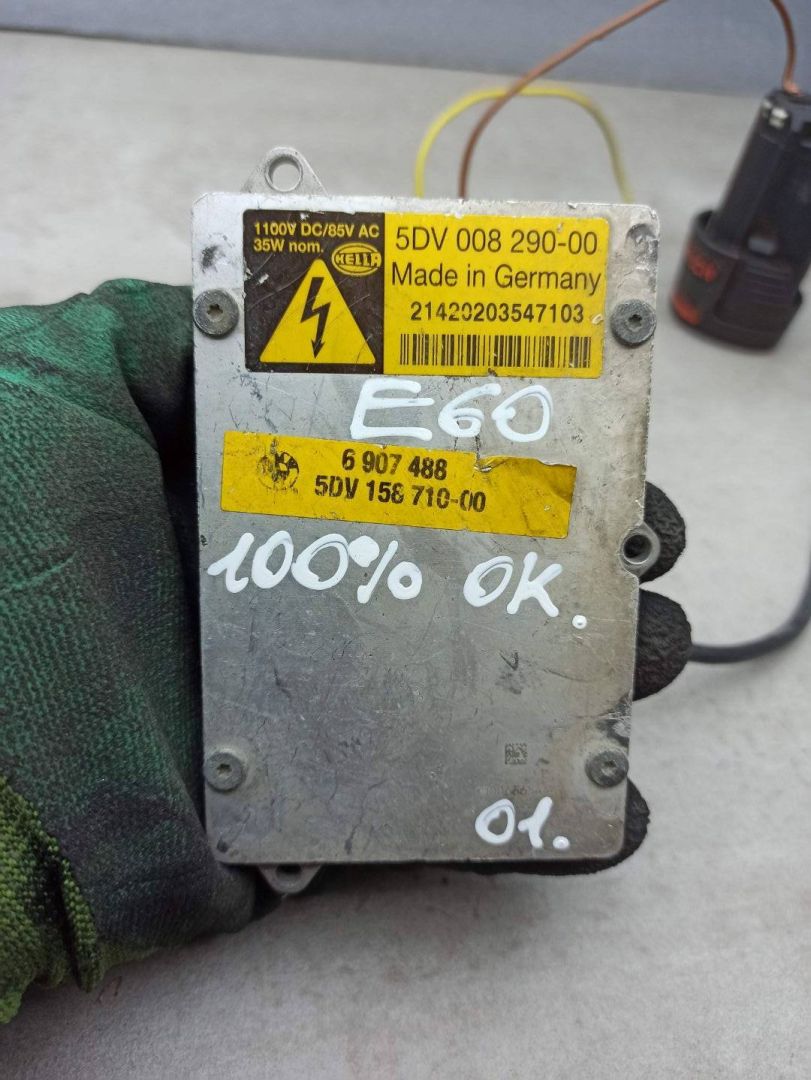 1100V DC/85V AC
35W nom.
HELLA
5DV 008 290-00
Made in Germany
21420203547103
E60
6 907 488
5DV 158 710-00
100% OK.
01.